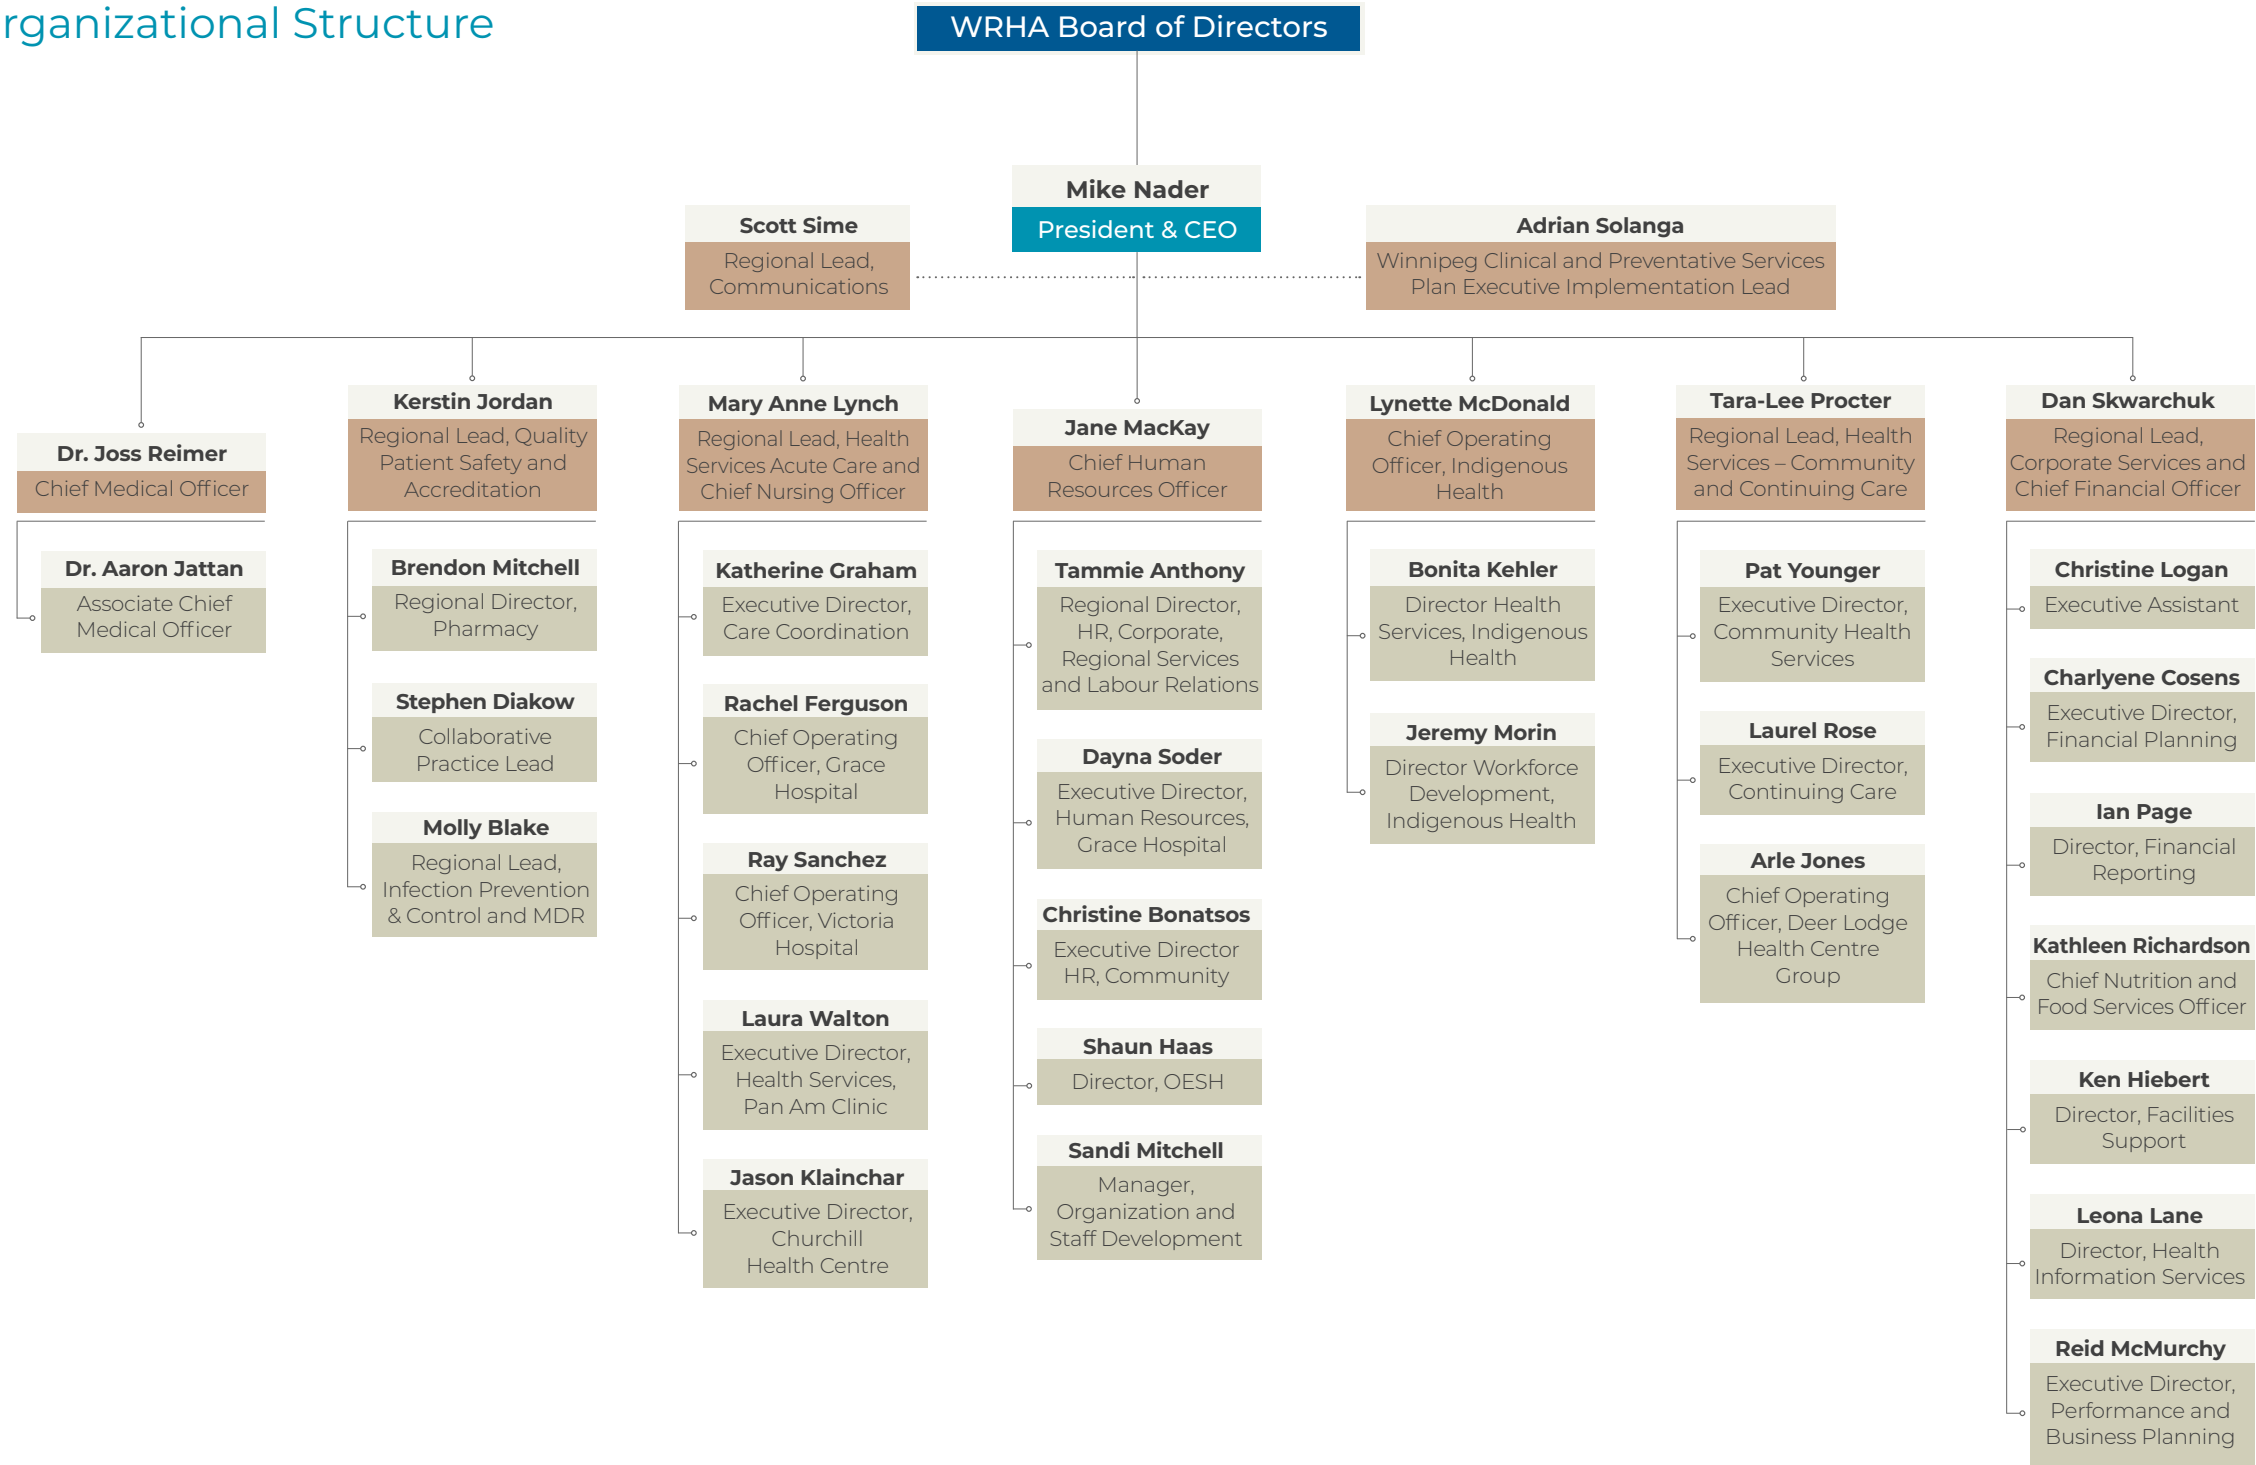 rganizational Structure
WRHA Board of Directors
Mike Nader
President & CEO
Scott Sime
Regional Lead,
Communications
Adrian Solanga
Winnipeg Clinical and Preventative Services
Plan Executive Implementation Lead
Dr. Joss Reimer
Chief Medical Officer
Dr. Aaron Jattan
Associate Chief
Medical Officer
Kerstin Jordan
Regional Lead, Quality
Patient Safety and
Accreditation
Brendon Mitchell
Regional Director,
Pharmacy
Stephen Diakow
Collaborative
Practice Lead
Molly Blake
Regional Lead,
Infection Prevention
& Control and MDR
Mary Anne Lynch
Regional Lead, Health
Services Acute Care and
Chief Nursing Officer
Katherine Graham
Executive Director,
Care Coordination
Rachel Ferguson
Chief Operating
Officer, Grace
Hospital
Ray Sanchez
Chief Operating
Officer, Victoria
Hospital
Laura Walton
Executive Director,
Health Services,
Pan Am Clinic
Jason Klainchar
Executive Director,
Churchill
Health Centre
Jane MacKay
Chief Human
Resources Officer
Tammie Anthony
Regional Director,
HR, Corporate,
Regional Services
and Labour Relations
Dayna Soder
Executive Director,
Human Resources,
Grace Hospital
Christine Bonatsos
Executive Director
HR, Community
Shaun Haas
Director, OESH
Sandi Mitchell
Manager,
Organization and
Staff Development
Lynette McDonald
Chief Operating
Officer, Indigenous
Health
Bonita Kehler
Director Health
Services, Indigenous
Health
Jeremy Morin
Director Workforce
Development,
Indigenous Health
Tara-Lee Procter
Regional Lead, Health
Services – Community
and Continuing Care
Pat Younger
Executive Director,
Community Health
Services
Laurel Rose
Executive Director,
Continuing Care
Arle Jones
Chief Operating
Officer, Deer Lodge
Health Centre
Group
Dan Skwarchuk
Regional Lead,
Corporate Services and
Chief Financial Officer
Christine Logan
Executive Assistant
Charlyene Cosens
Executive Director,
Financial Planning
Ian Page
Director, Financial
Reporting
Kathleen Richardson
Chief Nutrition and
Food Services Officer
Ken Hiebert
Director, Facilities
Support
Leona Lane
Director, Health
Information Services
Reid McMurchy
Executive Director,
Performance and
Business Planning